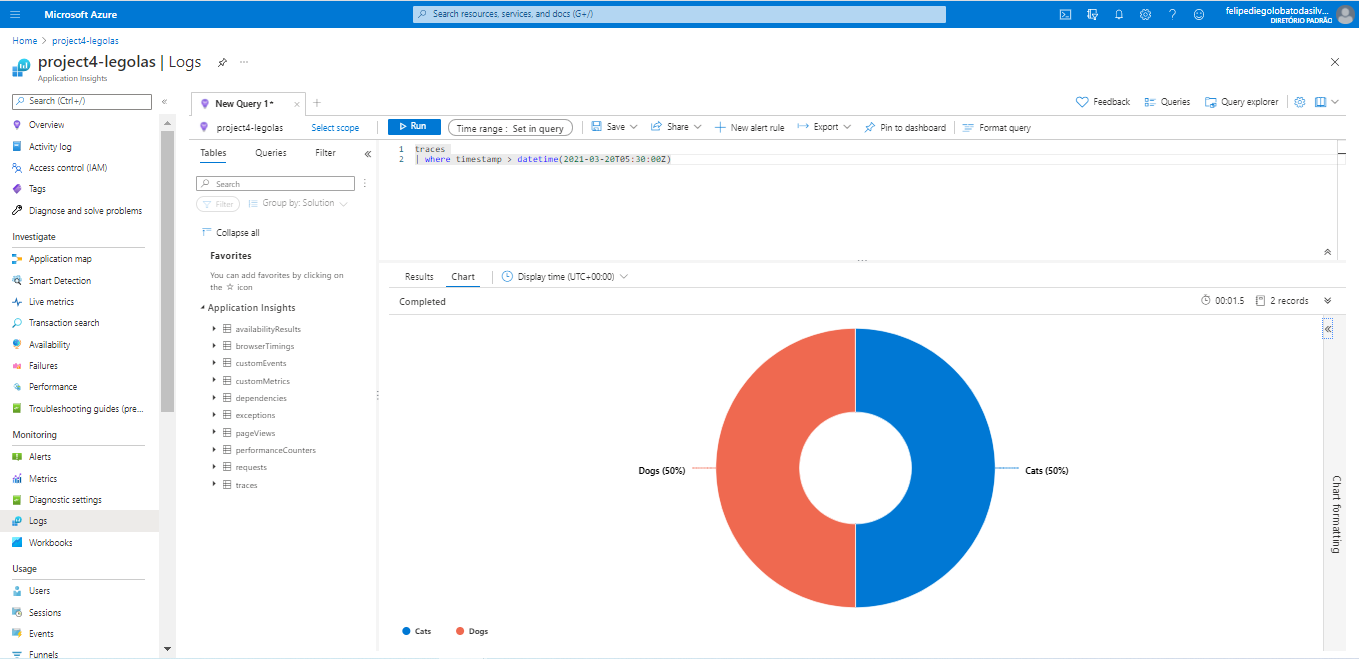 Microsoft Azure
Search resources, services, and docs (G+/)
felipediegolobatodasilv...
DIRETÓRIO PADRÃO
Home > project4-legolas
project4-legolas | Logs
Application Insights
Search (Ctrl+/)
Overview
Activity log
Access control (IAM)
Tags
Diagnose and solve problems
Investigate
Application map
Smart Detection
Live metrics
Transaction search
Availability
Failures
Performance
Troubleshooting guides (pre...
Monitoring
Alerts
Metrics
Diagnostic settings
Logs
Workbooks
Usage
Users
Sessions
Events
Funnels
New Query 1*
Feedback
Queries
Query explorer
project4-legolas
Select scope
Run
Time range : Set in query
Save
Share
New alert rule
Export
Pin to dashboard
Format query
Tables
Queries
Filter
Search
Filter
Group by: Solution
Collapse all
Favorites
You can add favorites by clicking on
the ☆ icon
Application Insights
availabilityResults
browserTimings
customEvents
customMetrics
dependencies
exceptions
pageViews
performanceCounters
requests
traces
1 traces
2 | where timestamp > datetime(2021-03-20T05:30:00Z)
Results
Chart
Display time (UTC+00:00)
Completed
00:01.5
2 records
Dogs (50%)
Cats (50%)
Cats
Dogs
Chart formatting